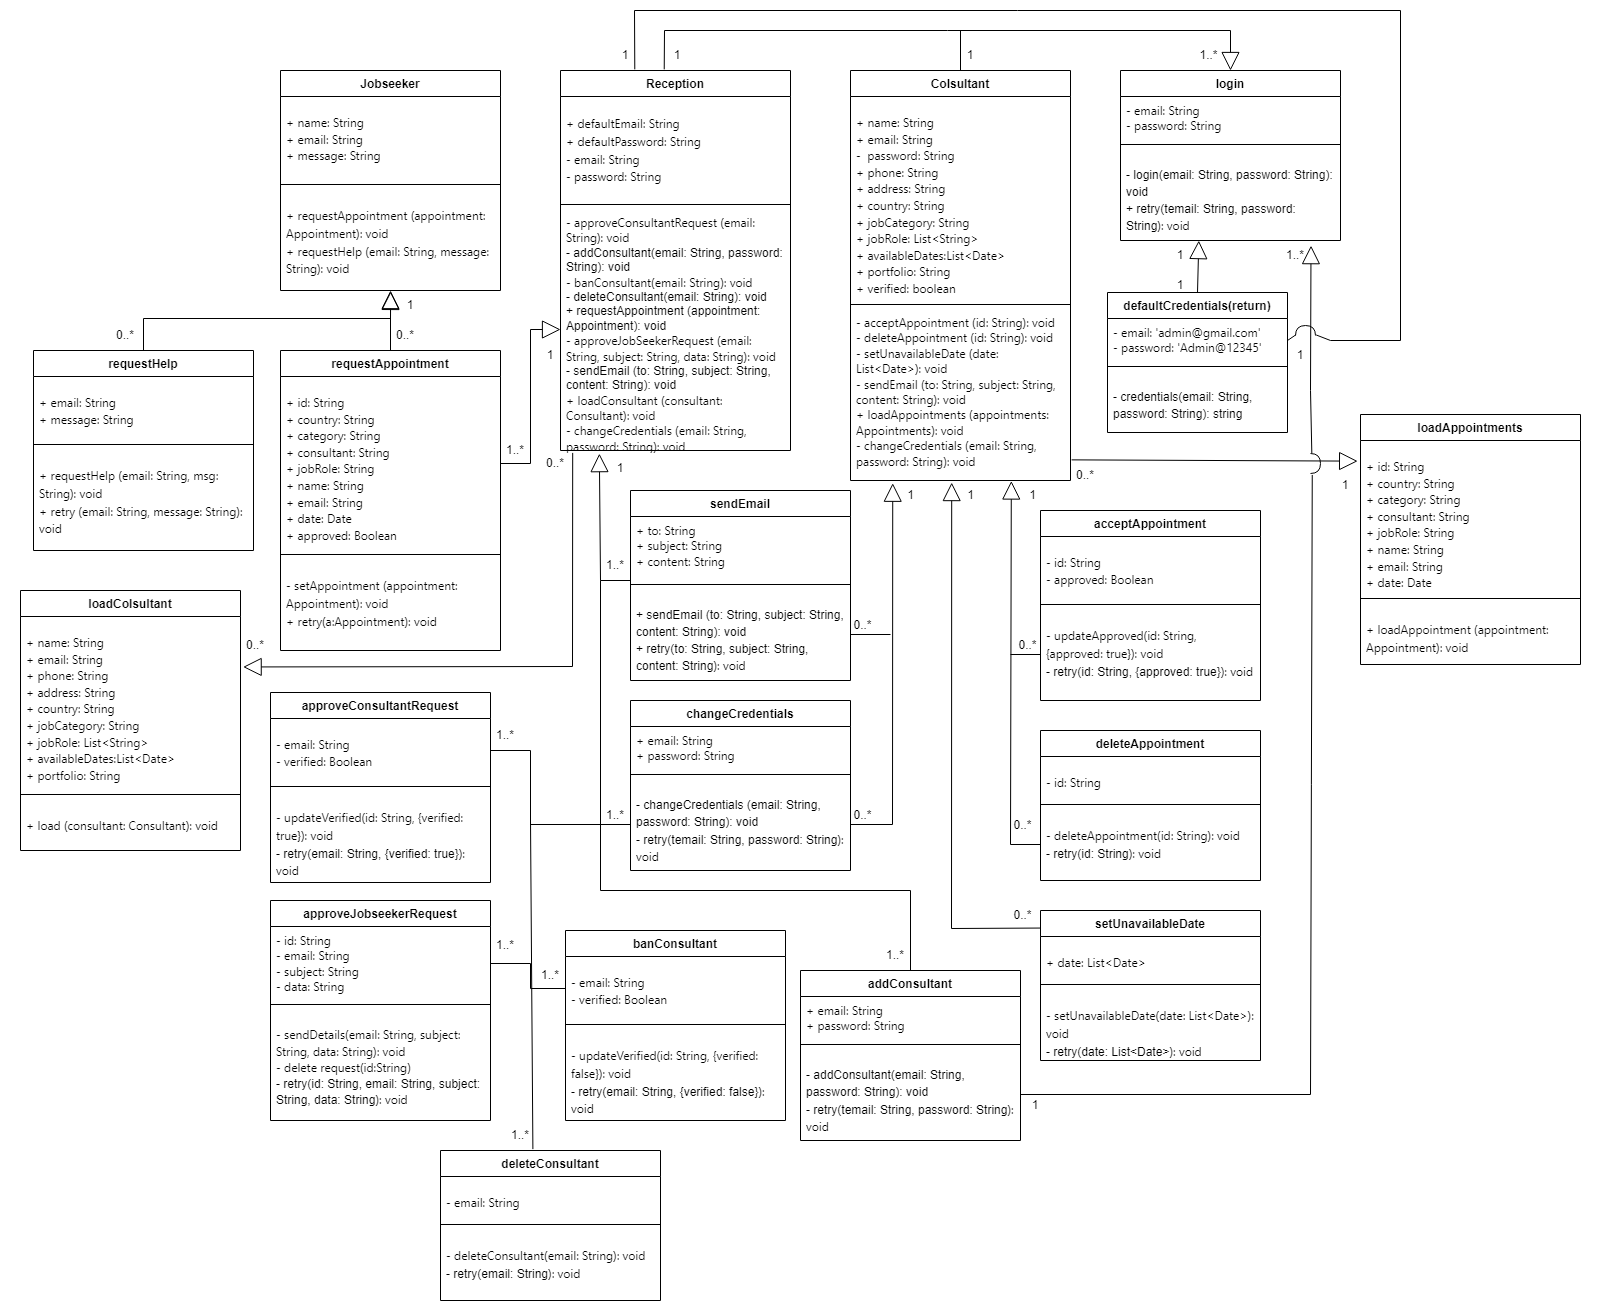 1
1
1
1..*
Jobseeker
+ name: String
+ email: String
+ message: String
+ requestAppointment (appointment:
Appointment): void
+ requestHelp (email: String, message:
String): void
Reception
+ defaultEmail: String
+ defaultPassword: String
- email: String
- password: String
- approveConsultantRequest (email:
String): void
- addConsultant(email: String, password:
String): void
- banConsultant(email: String): void
- deleteConsultant(email: String): void
+ requestAppointment (appointment:
Appointment): void
- approveJobSeekerRequest (email:
String, subject: String, data: String): void
- sendEmail (to: String, subject: String,
content: String): void
+ loadConsultant (consultant:
Consultant): void
- changeCredentials (email: String,
password: String): void
Colsultant
+ name: String
+ email: String
-  password: String
+ phone: String
+ address: String
+ country: String
+ jobCategory: String
+ jobRole: List<String>
+ availableDates:List<Date>
+ portfolio: String
+ verified: boolean
- acceptAppointment (id: String): void
- deleteAppointment (id: String): void
- setUnavailableDate (date:
List<Date>): void
- sendEmail (to: String, subject: String,
content: String): void
+ loadAppointments (appointments:
Appointments): void
- changeCredentials (email: String,
password: String): void
login
- email: String
- password: String
- login(email: String, password: String):
void
+ retry(temail: String, password:
String): void
1
1..*
1
defaultCredentials(return)
- email: 'admin@gmail.com'
- password: 'Admin@12345'
- credentials(email: String,
password: String): string
1
1
0..*
0..*
1
requestHelp
+ email: String
+ message: String
+ requestHelp (email: String, msg:
String): void
+ retry (email: String, message: String):
void
requestAppointment
+ id: String
+ country: String
+ category: String
+ consultant: String
+ jobRole: String
+ name: String
+ email: String
+ date: Date
+ approved: Boolean
- setAppointment (appointment:
Appointment): void
- retry(a:Appointment): void
1..*
0..*
1
1
1
1
0..*
1
loadAppointments
+ id: String
+ country: String
+ category: String
+ consultant: String
+ jobRole: String
+ name: String
+ email: String
+ date: Date
+ loadAppointment (appointment:
Appointment): void
sendEmail
+ to: String
+ subject: String
+ content: String
+ sendEmail (to: String, subject: String,
content: String): void
+ retry(to: String, subject: String,
content: String): void
1..*
0..*
acceptAppointment
- id: String
- approved: Boolean
- updateApproved(id: String,
{approved: true}): void
- retry(id: String, {approved: true}): void
0..*
loadColsultant
+ name: String
+ email: String
+ phone: String
+ address: String
+ country: String
+ jobCategory: String
+ jobRole: List<String>
+ availableDates:List<Date>
+ portfolio: String
+ load (consultant: Consultant): void
0..*
approveConsultantRequest
- email: String
- verified: Boolean
- updateVerified(id: String, {verified:
true}): void
- retry(email: String, {verified: true}):
void
1..*
changeCredentials
+ email: String
+ password: String
- changeCredentials (email: String,
password: String): void
- retry(temail: String, password: String):
void
1..*
0..*
deleteAppointment
- id: String
- deleteAppointment(id: String): void
- retry(id: String): void
0..*
approveJobseekerRequest
- id: String
- email: String
- subject: String
- data: String
- sendDetails(email: String, subject:
String, data: String): void
- delete request(id:String)
- retry(id: String, email: String, subject:
String, data: String): void
1..*
1..*
banConsultant
- email: String
- verified: Boolean
- updateVerified(id: String, {verified:
false}): void
- retry(email: String, {verified: false}):
void
1..*
addConsultant
+ email: String
+ password: String
- addConsultant(email: String,
password: String): void
- retry(temail: String, password: String):
void
1
0..*
setUnavailableDate
+ date: List<Date>
- setUnavailableDate(date: List<Date>):
void
- retry(date: List<Date>): void
1..*
deleteConsultant
- email: String
- deleteConsultant(email: String): void
- retry(email: String): void